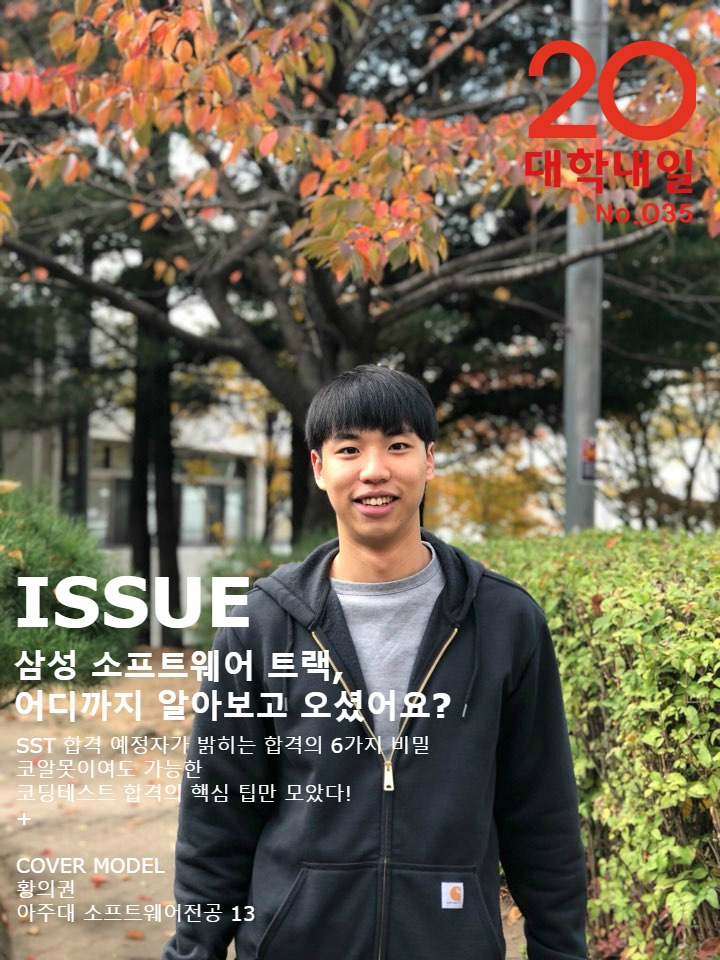 20
대학내일
No.035
ISSUE
삼성 소프트웨어 트랙,
어디까지 알아보고 오셨어요?
SST 합격 예정자가 밝히는 합격의 6가지 비밀
코알못이여도 가능한
코딩테스트 합격의 핵심 팁만 모았다!
+
COVER MODEL
황의권
아주대 소프트웨어전공 13